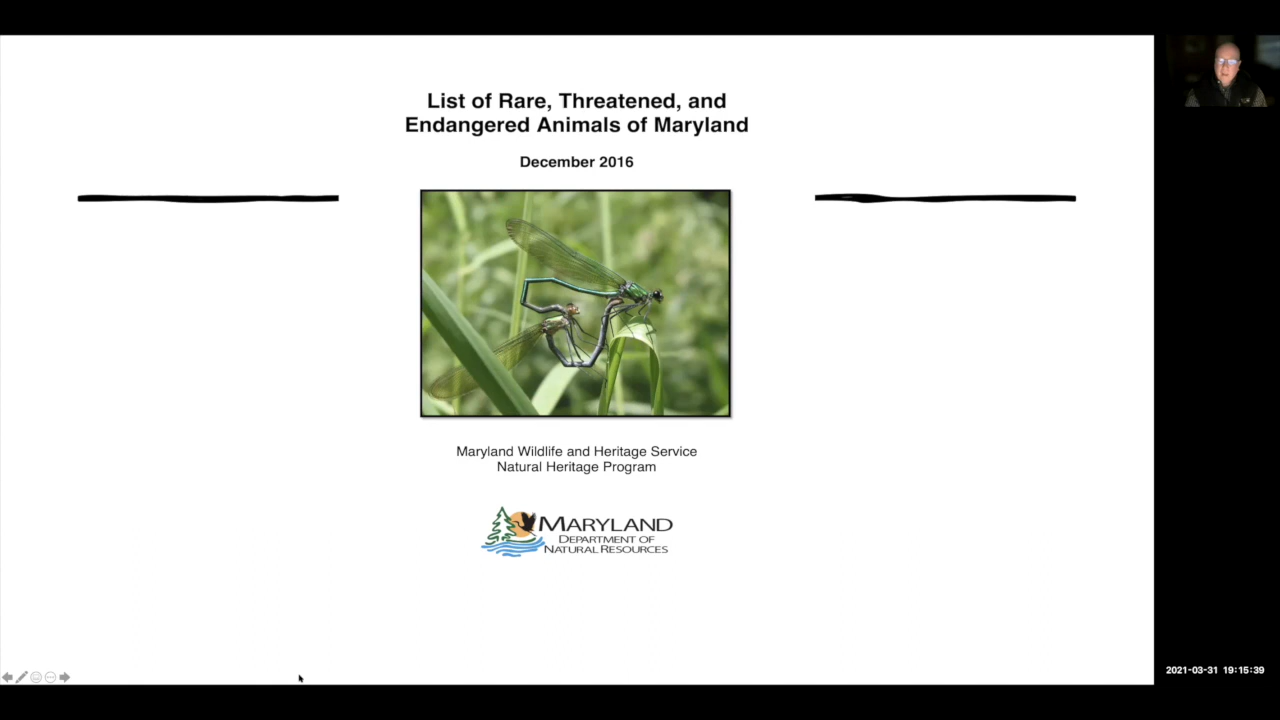 List of Rare, Threatened, and
Endangered Animals of Maryland
December 2016
Maryland Wildlife and Heritage Service
Natural Heritage Program
MARYLAND
DEPARTMENT OF
NATURAL RESOURCES
2021-03-31 19:15:39